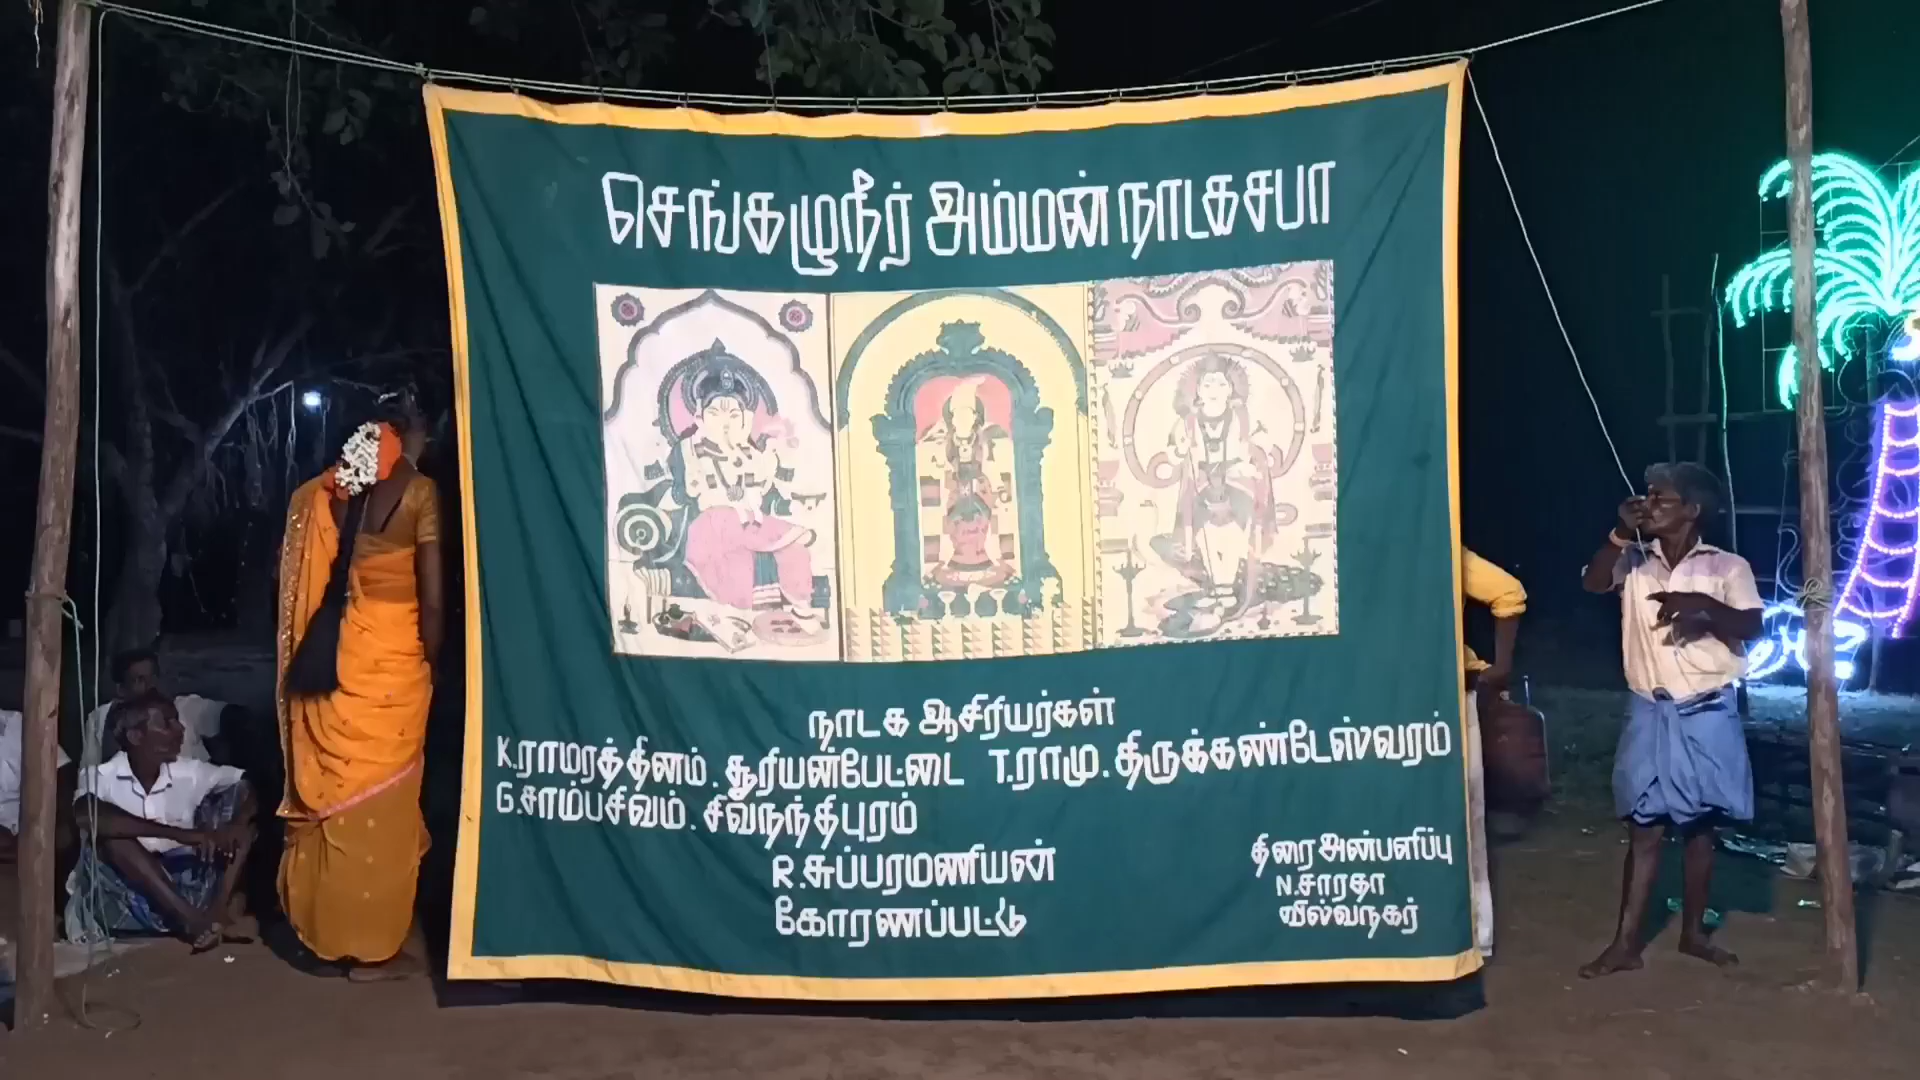 செங்கழுநீர் அம்மன் நாடகசபா
நாடக ஆசிரியர்கள்
K.ராமரத்தினம். சூரியன்பேட்டை T.ராமு. திருக்கண்டேஸ்வரம்
G.சாம்பசிவம். சிவநந்திபுரம்
R.சுப்பரமணியன்
கோரணப்பட்டு
திரை அன்பளிப்பு
N.சாரதா
வில்வநகர்